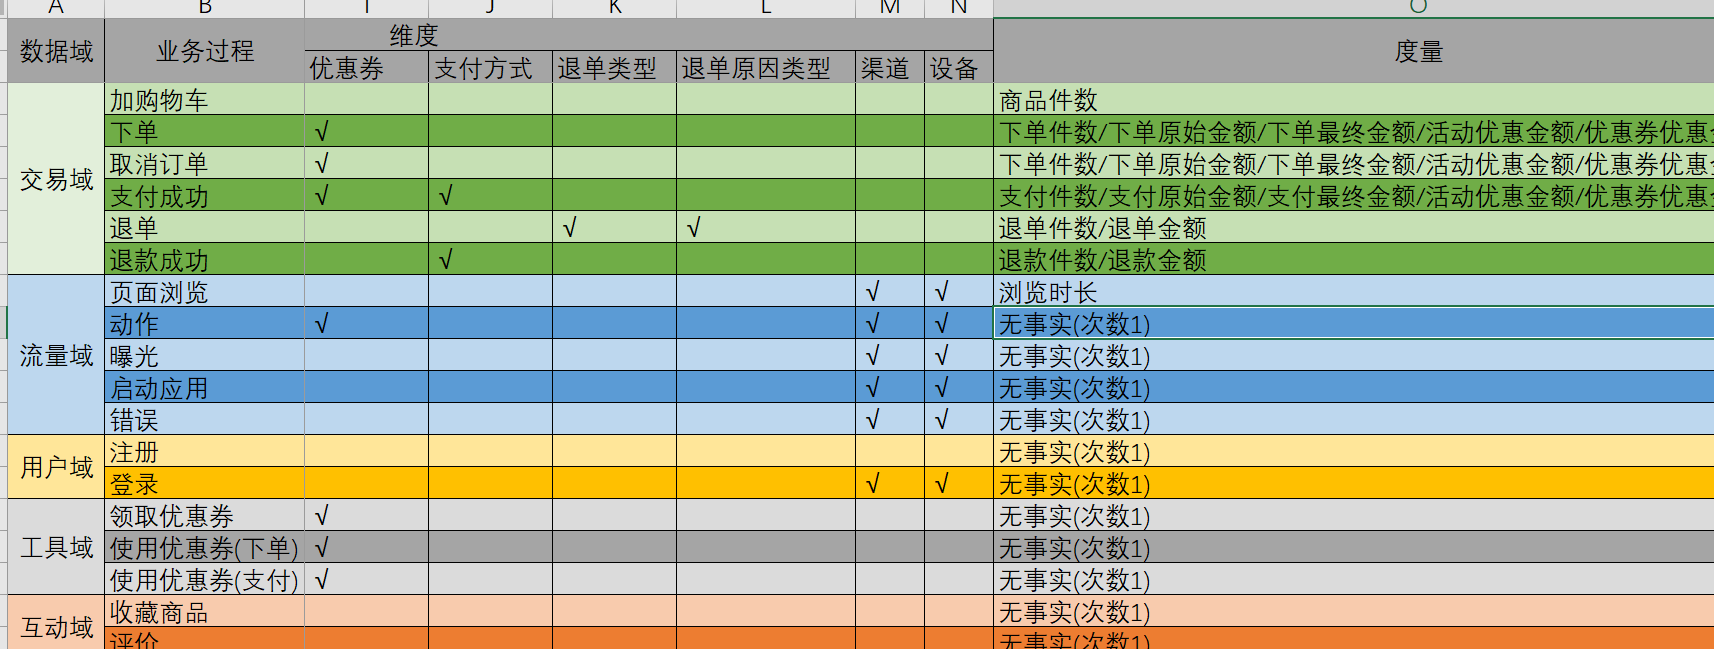 A B I J K L M N O
数据域 业务过程 维度 度量
优惠券 支付方式 退单类型 退单原因类型 渠道 设备
交易域
加购物车 商品件数
下单 √ 下单件数/下单原始金额/下单最终金额/活动优惠金额/优惠券优惠
取消订单 √ 下单件数/下单原始金额/下单最终金额/活动优惠金额/优惠券优惠
支付成功 √ √ 支付件数/支付原始金额/支付最终金额/活动优惠金额/优惠券优惠
退单 √ √ 退单件数/退单金额
退款成功 √ 退款件数/退款金额
流量域
页面浏览 √ √ 浏览时长
动作 √ √ √ 无事实(次数1)
曝光 √ √ 无事实(次数1)
启动应用 √ √ 无事实(次数1)
错误 √ √ 无事实(次数1)
用户域
注册 无事实(次数1)
登录 √ √ 无事实(次数1)
工具域
领取优惠券 √ 无事实(次数1)
使用优惠券(下单) √ 无事实(次数1)
使用优惠券(支付) √ 无事实(次数1)
互动域
收藏商品 无事实(次数1)
评价 无事实(次数1)